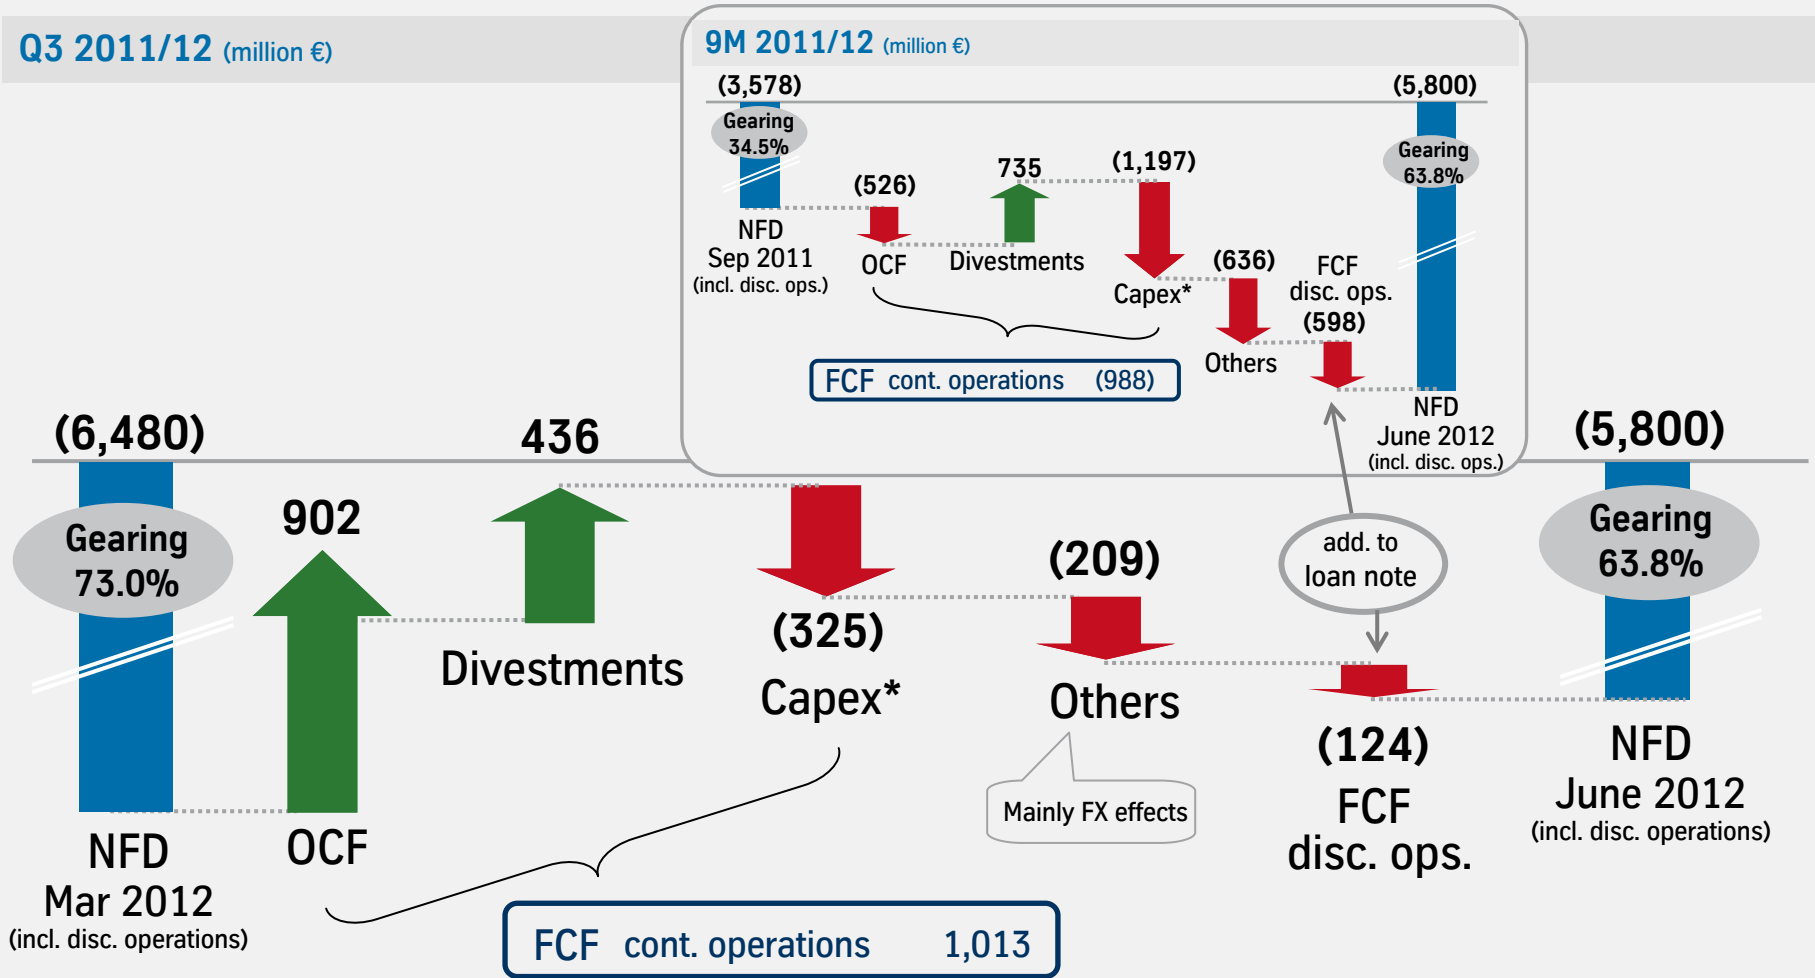 Q3 2011/12 (million €)
9M 2011/12 (million €)
(3,578)
(5,800)
Gearing
34.5%
Gearing
63.8%
(526)
735
(1,197)
NFD
Sep 2011
(incl. disc. ops.)
OCF
Divestments
Capex*
(636)
Others
FCF
disc. ops.
(598)
FCF cont. operations (988)
NFD
June 2012
(incl. disc. ops.)
(6,480)
436
(5,800)
Gearing
73.0%
902
Divestments
(325)
Capex*
(209)
Others
add. to
loan note
Gearing
63.8%
Mainly FX effects
(124)
FCF
disc. ops.
NFD
June 2012
(incl. disc. operations)
NFD
Mar 2012
(incl. disc. operations)
OCF
FCF cont. operations 1,013